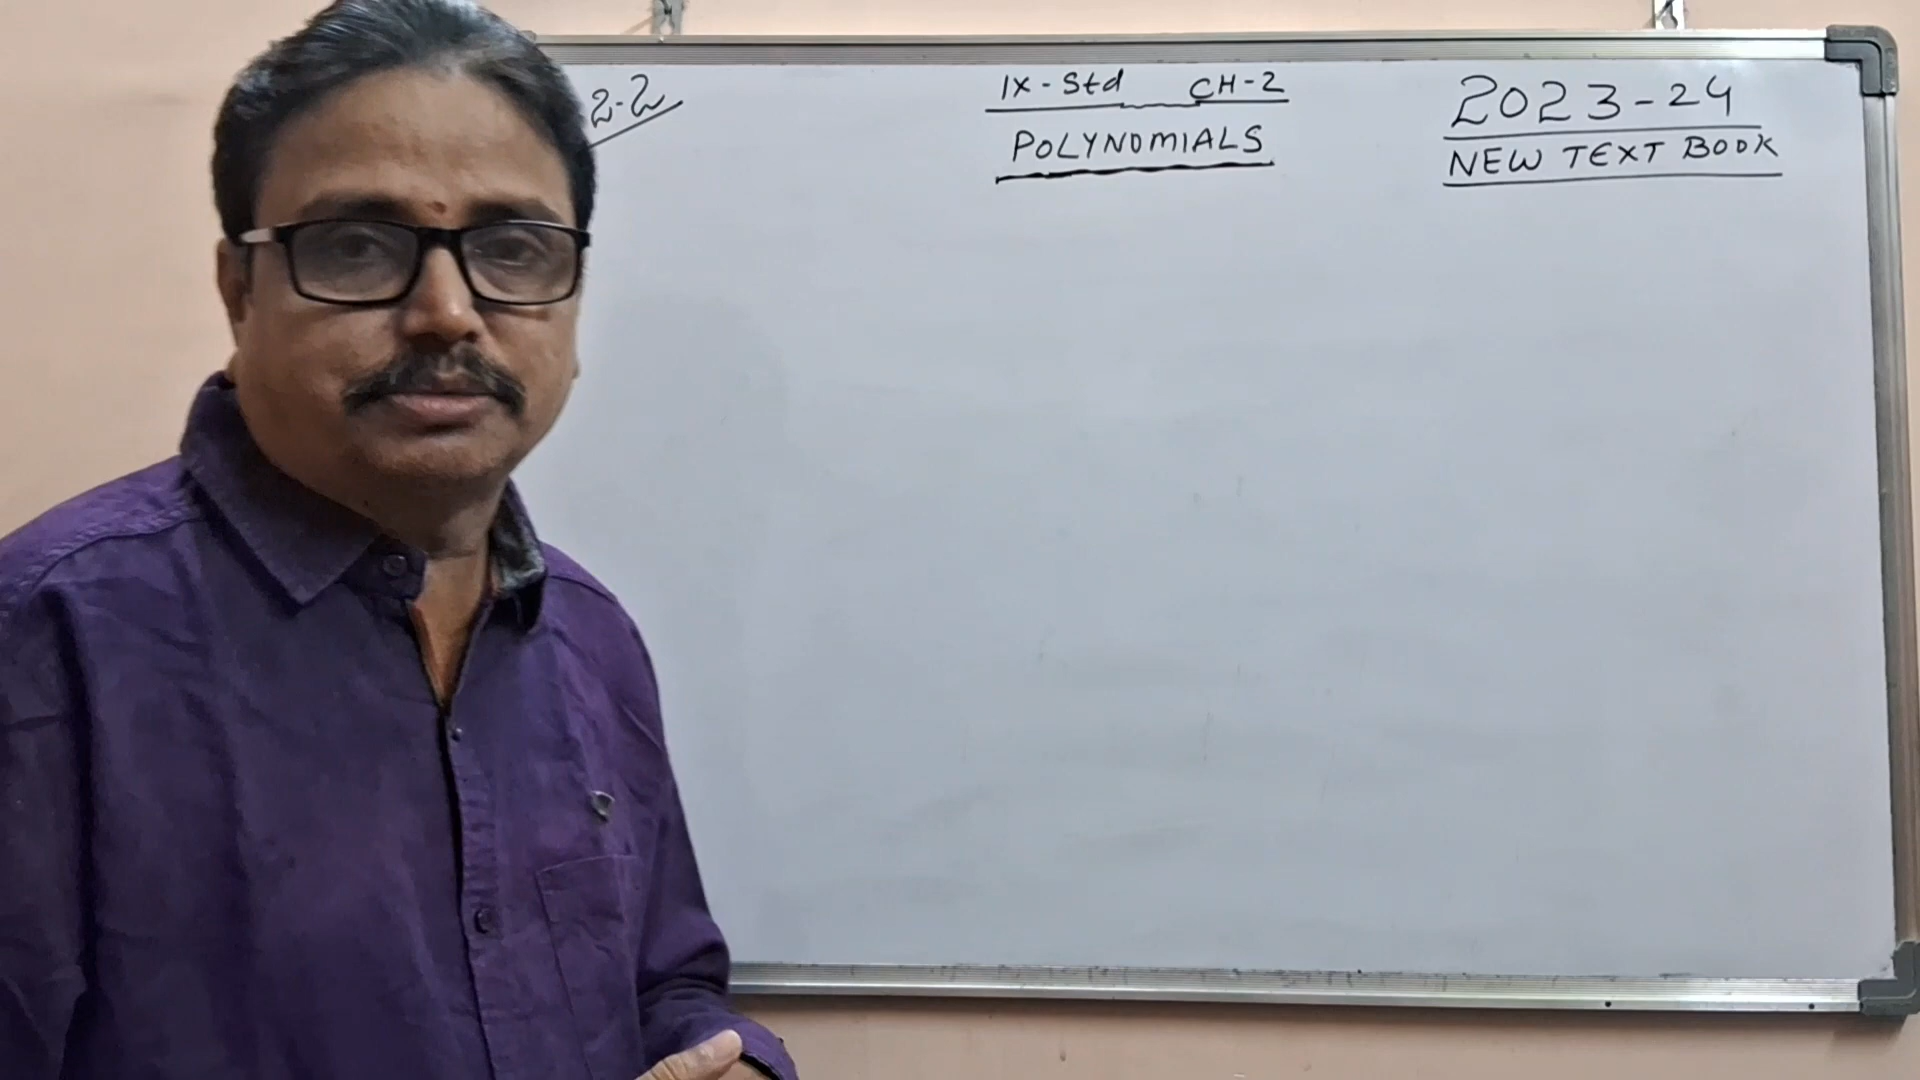 IX - Std CH-2
POLYNOMIALS
2023-24
NEW TEXT BOOK